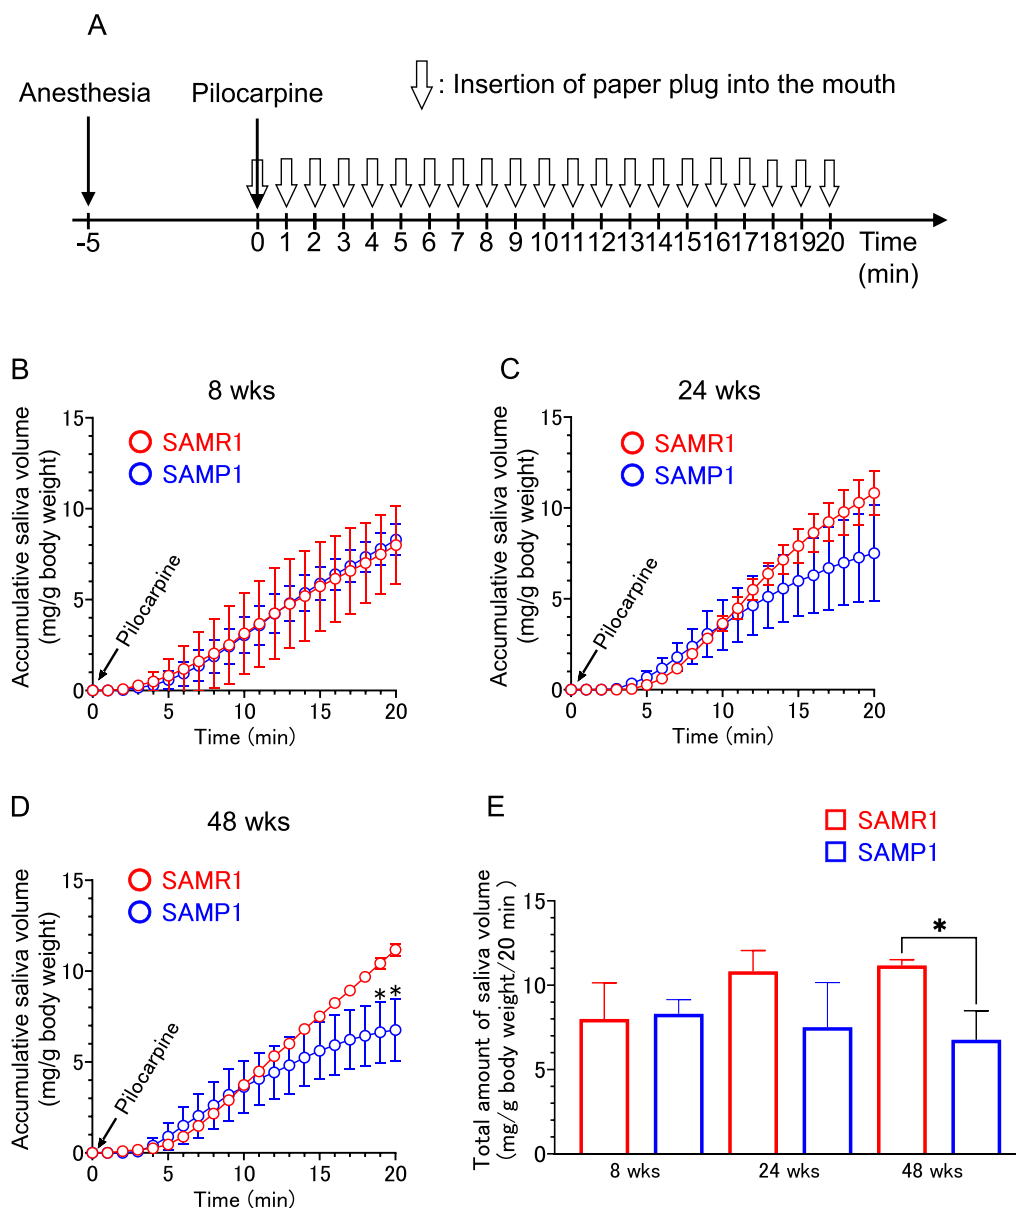 A
Anesthesia
Pilocarpine
: Insertion of paper plug into the mouth
-5 0 1 2 3 4 5 6 7 8 9 10 11 12 13 14 15 16 17 18 19 20 Time
(min)
B
8 wks
Accumulative saliva volume
(mg/g body weight)
15
10
5
0
SAMR1
SAMP1
Pilocarpine
0 5 10 15 20
Time (min)
C
24 wks
Accumulative saliva volume
(mg/g body weight)
15
10
5
0
SAMR1
SAMP1
Pilocarpine
0 5 10 15 20
Time (min)
D
48 wks
Accumulative saliva volume
(mg/g body weight)
15
10
5
0
SAMR1
SAMP1
* *
Pilocarpine
0 5 10 15 20
Time (min)
E
SAMR1
SAMP1
Total amount of saliva volume
(mg/g body weight/20 min )
15
10
5
0
*
8 wks 24 wks 48 wks